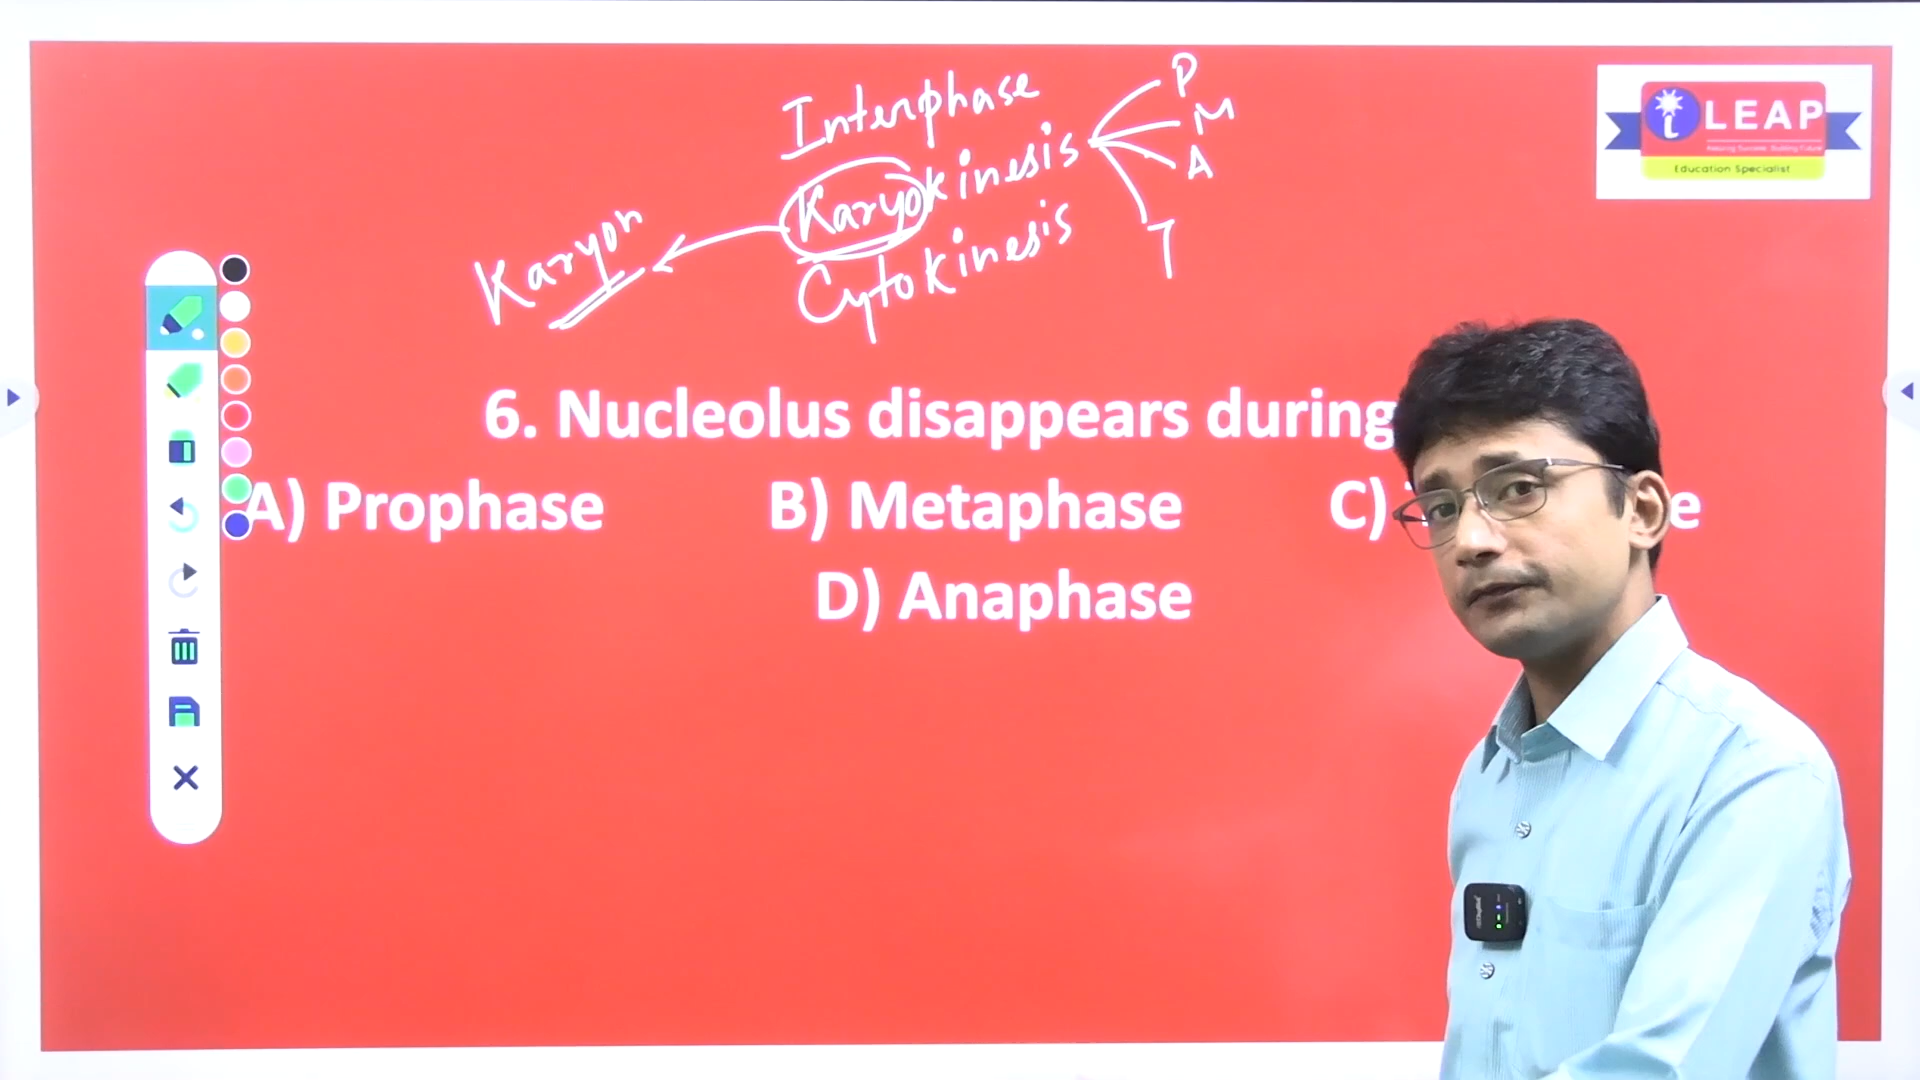 Interphase
P
M
A
T
Karyokinesis
Karyon
Cytokinesis
i LEAP
Education Specialist
6. Nucleolus disappears during
A) Prophase B) Metaphase C)
D) Anaphase